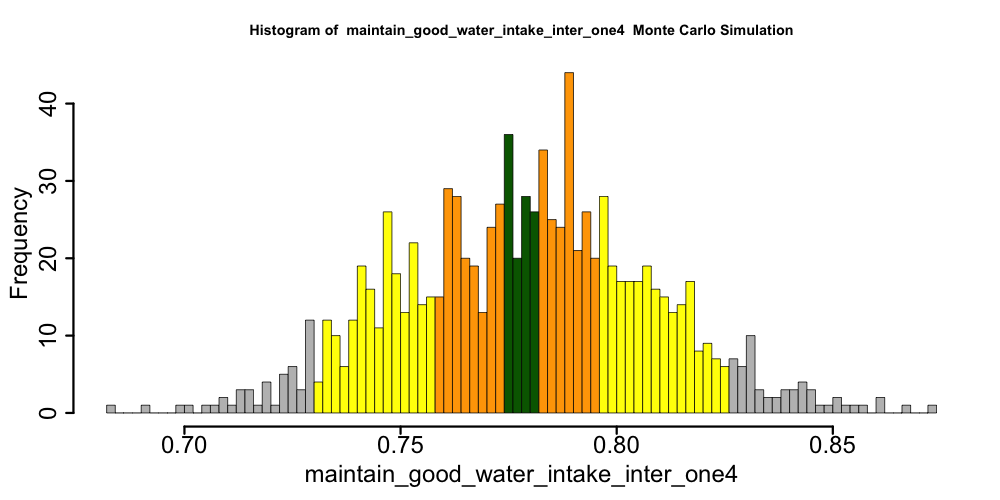 Histogram of  maintain_good_water_intake_inter_one4  Monte Carlo Simulation
Frequency
40
30
20
10
0
0.70 0.75 0.80 0.85
maintain_good_water_intake_inter_one4